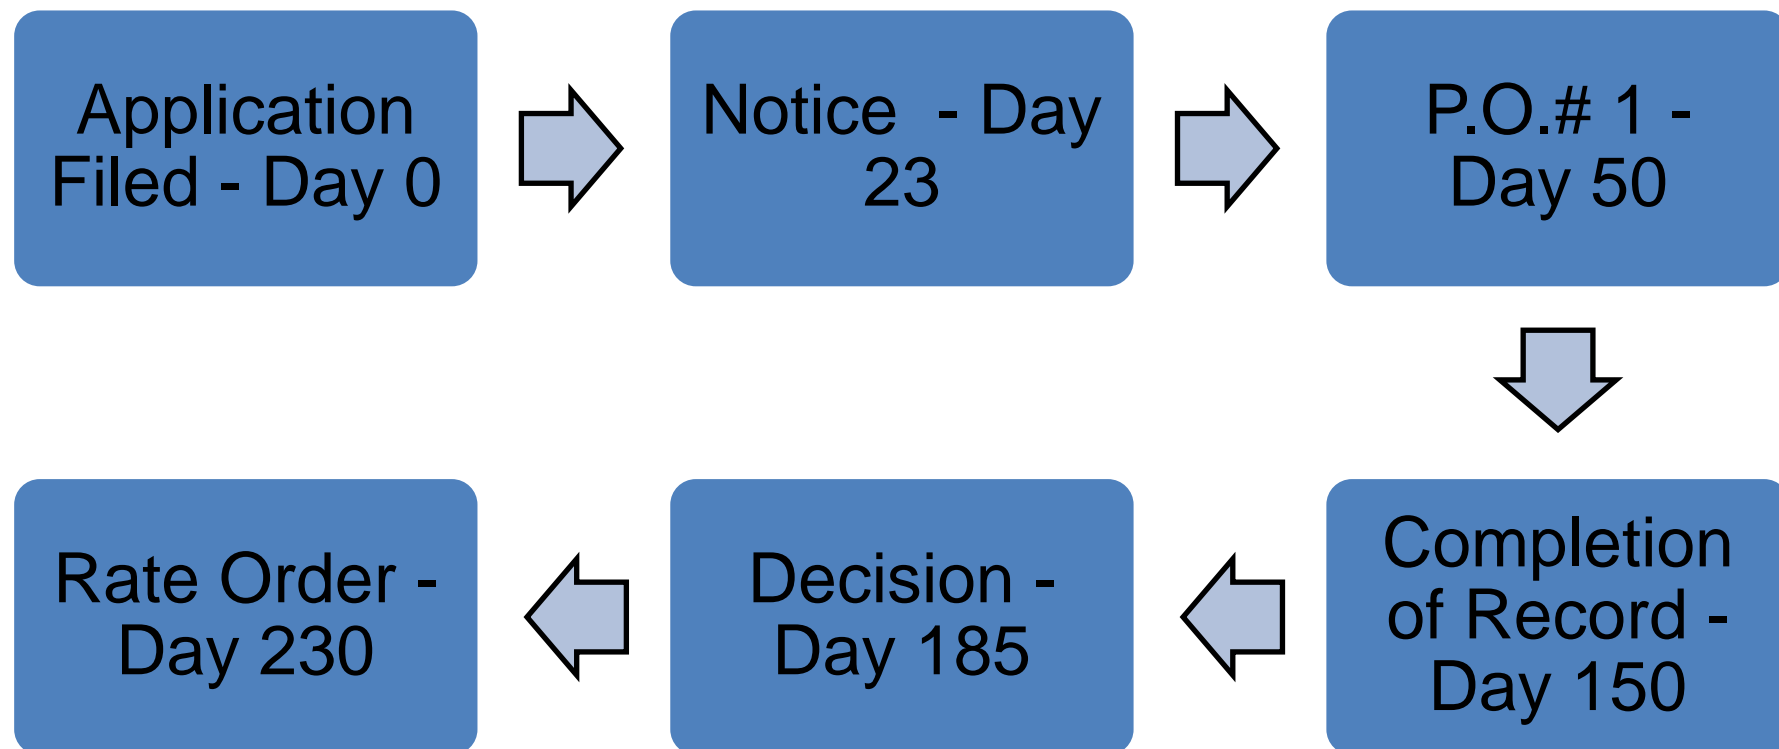 Application
Filed - Day 0
Notice - Day
23
P.O.# 1 -
Day 50
Completion
of Record -
Day 150
Decision -
Day 185
Rate Order -
Day 230